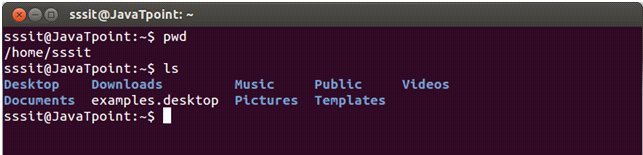 sssit@JavaTpoint: ~
sssit@JavaTpoint:~$ pwd
/home/sssit
sssit@JavaTpoint:~$ ls
Desktop    Downloads         Music     Public     Videos
Documents  examples.desktop  Pictures  Templates
sssit@JavaTpoint:~$